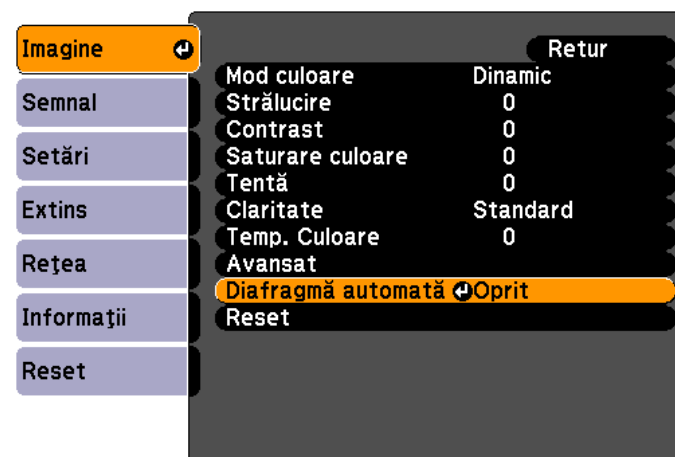 Imagine
Semnal
Setări
Extins
Reţea
Informaţii
Reset
Retur
Mod culoare Dinamic
Strălucire 0
Contrast 0
Saturare culoare 0
Tentă 0
Claritate Standard
Temp. Culoare 0
Avansat
Diafragmă automată Oprit
Reset